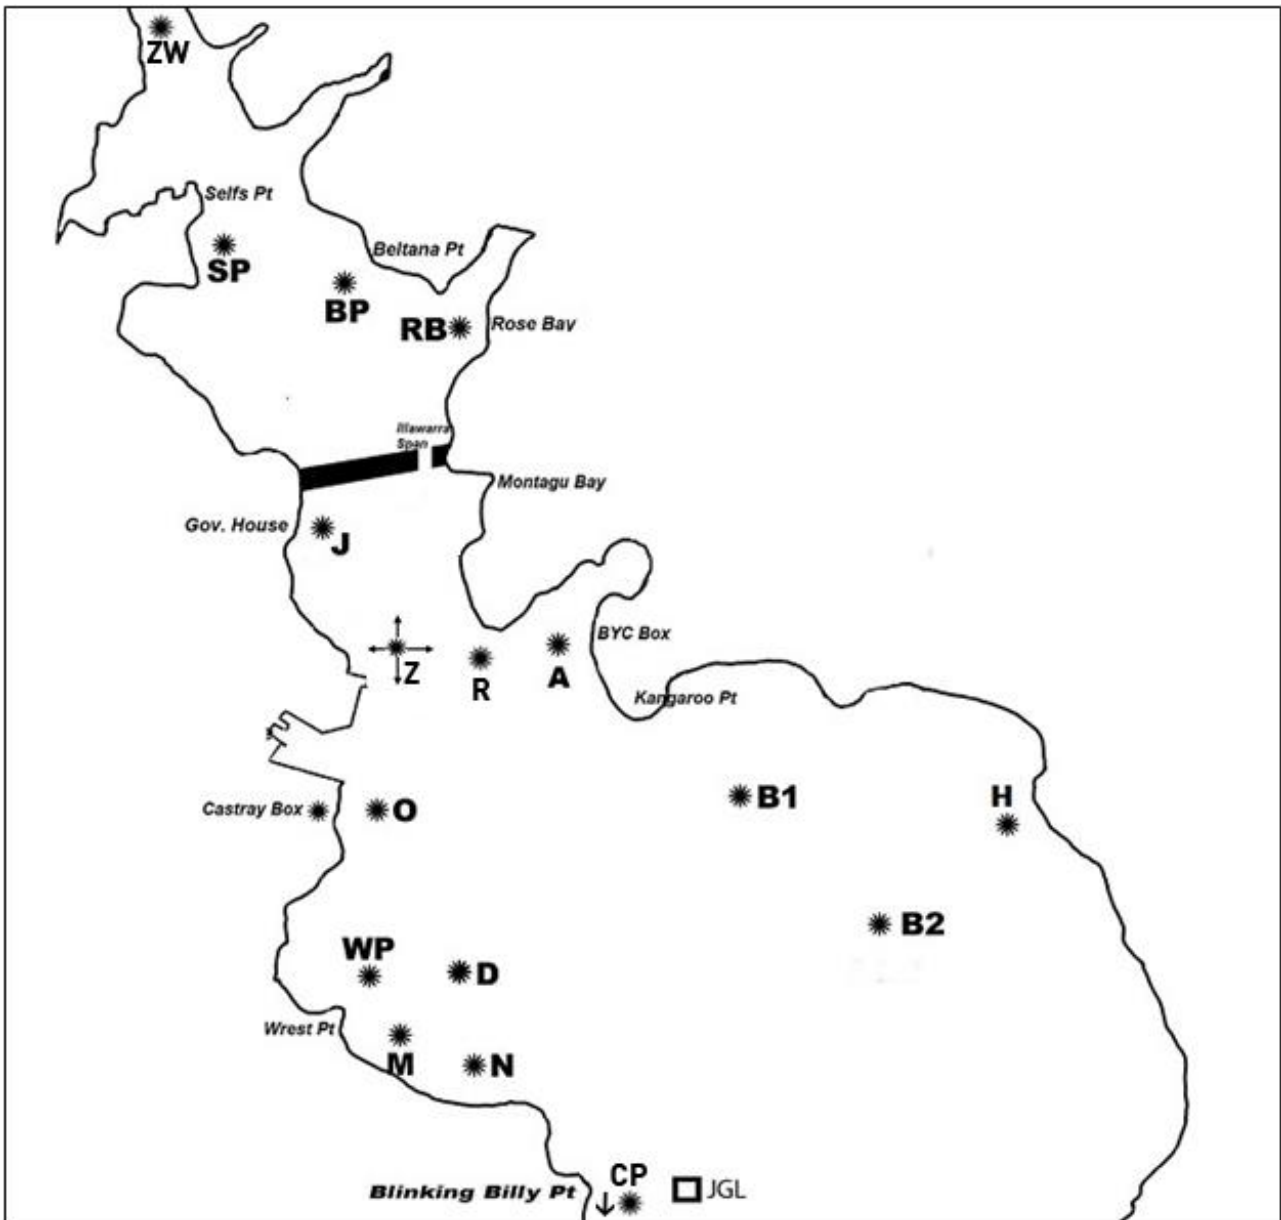 ZW
Selfs Pt
Beltana Pt
SP
BP
RB
Rose Bay
Illawarra
Span
Montagu Bay
Gov. House
J
BYC Box
Z
R
A
Kangaroo Pt
Castray Box
O
B1
H
B2
WP
D
Wrest Pt
M
N
CP
Blinking Billy Pt
JGL